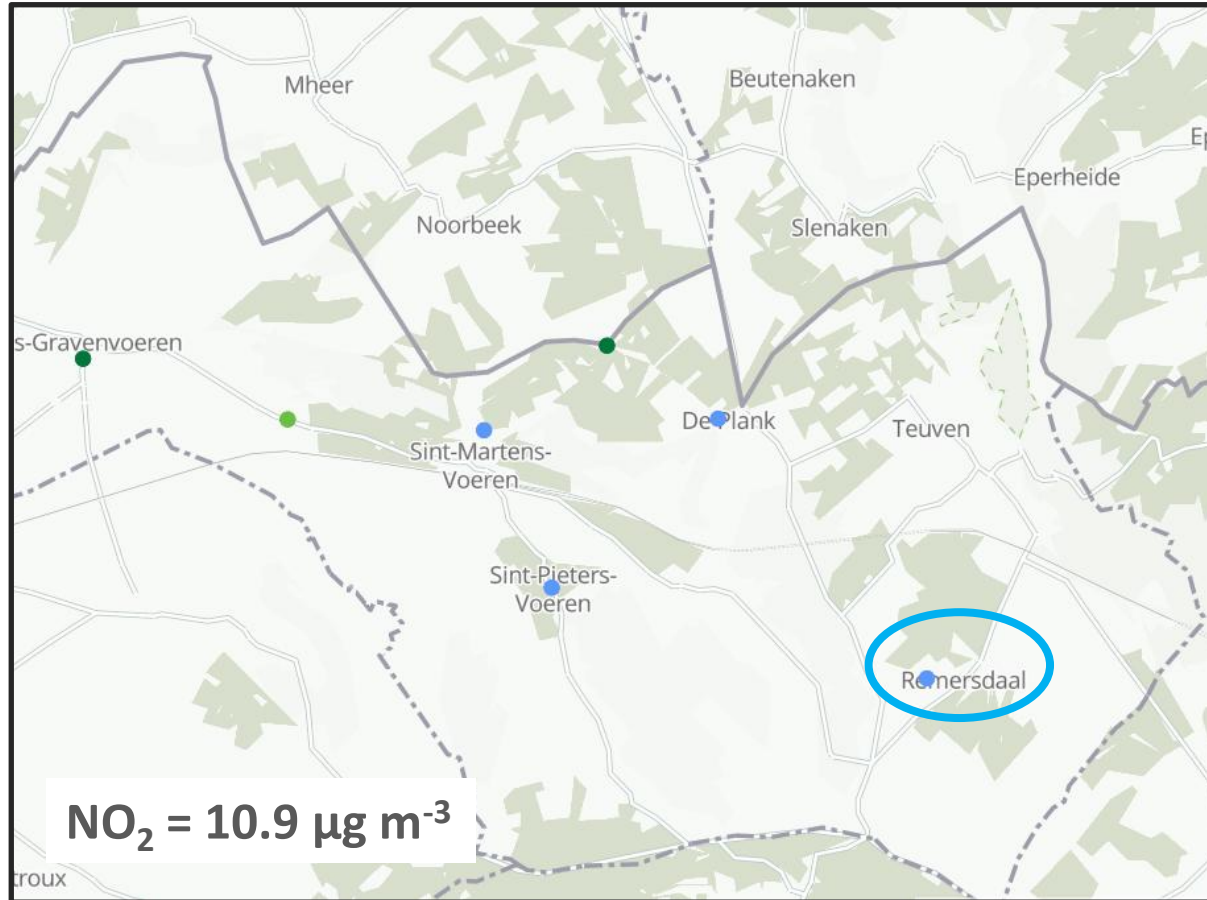 Mheer
Beutenaken
Ep
Eperheide
Noorbeek
Slenaken
s-Gravenvoeren
De Plank
Teuven
Sint-Martens-
Voeren
Sint-Pieters-
Voeren
Remersdaal
NO₂ = 10.9 µg m⁻³
troux